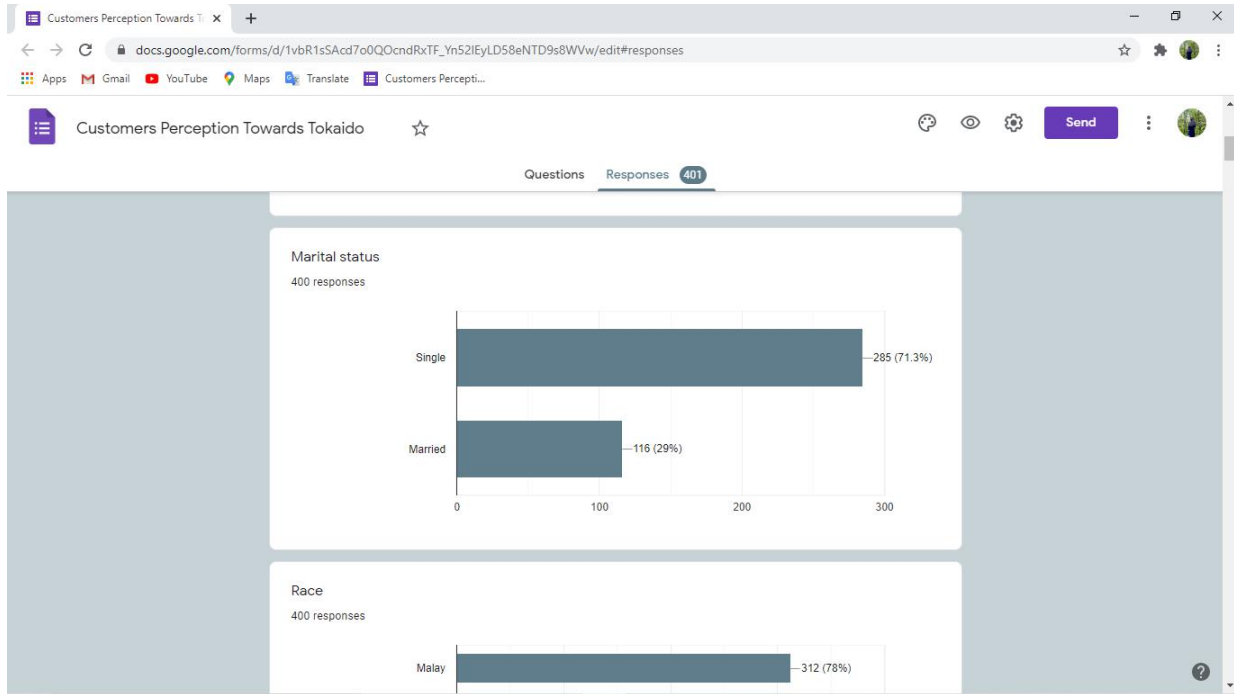 Customers Perception Towards T
docs.google.com/forms/d/1vbR1sSAcd7o0QOcndRxTF_Yn52IEyLD58eNTD9s8WVw/edit#responses
Apps Gmail YouTube Maps Translate Customers Percepti...
Customers Perception Towards Tokaido
Send
Questions Responses 401
Marital status
400 responses
Single 285 (71.3%)
Married 116 (29%)
0 100 200 300
Race
400 responses
Malay 312 (78%)